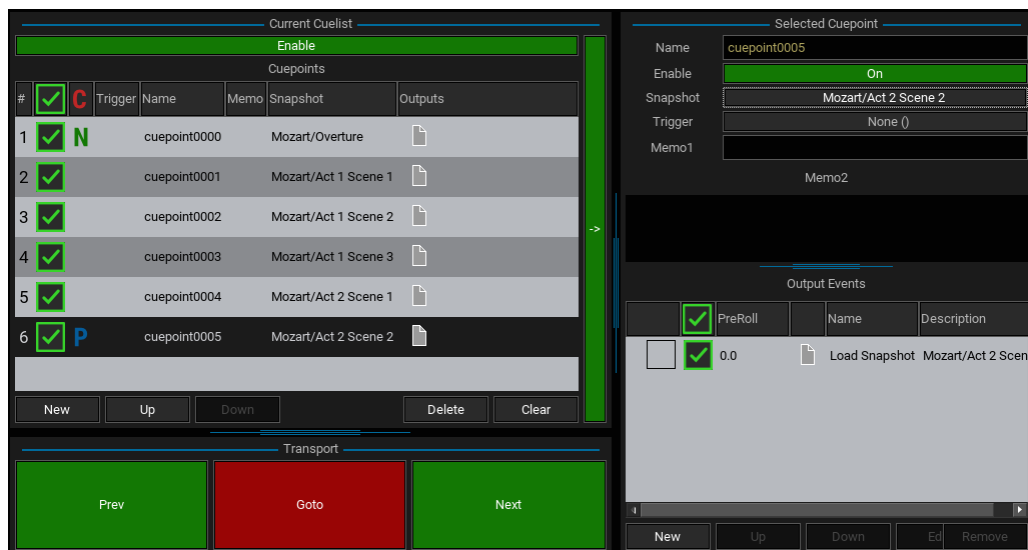 Current Cuelist
Enable
Cuepoints
# C Trigger Name Memo Snapshot Outputs
1 N cuepoint0000 Mozart/Overture
2 cuepoint0001 Mozart/Act 1 Scene 1
3 cuepoint0002 Mozart/Act 1 Scene 2
4 cuepoint0003 Mozart/Act 1 Scene 3
5 cuepoint0004 Mozart/Act 2 Scene 1
6 P cuepoint0005 Mozart/Act 2 Scene 2
->
New Up Down Delete Clear
Transport
Prev Goto Next
Selected Cuepoint
Name cuepoint0005
Enable On
Snapshot Mozart/Act 2 Scene 2
Trigger None ()
Memo1
Memo2
Output Events
PreRoll Name Description
0.0 Load Snapshot Mozart/Act 2 Scen
New Up Down Ed Remove